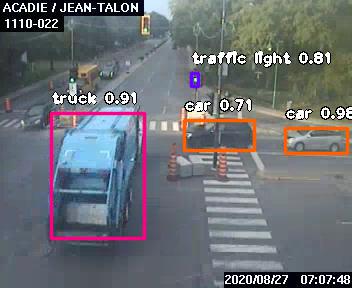 ACADIE / JEAN-TALON
1110-022
traffic light 0.81
truck 0.91
car 0.71
car 0.98
2020/08/27 07:07:48